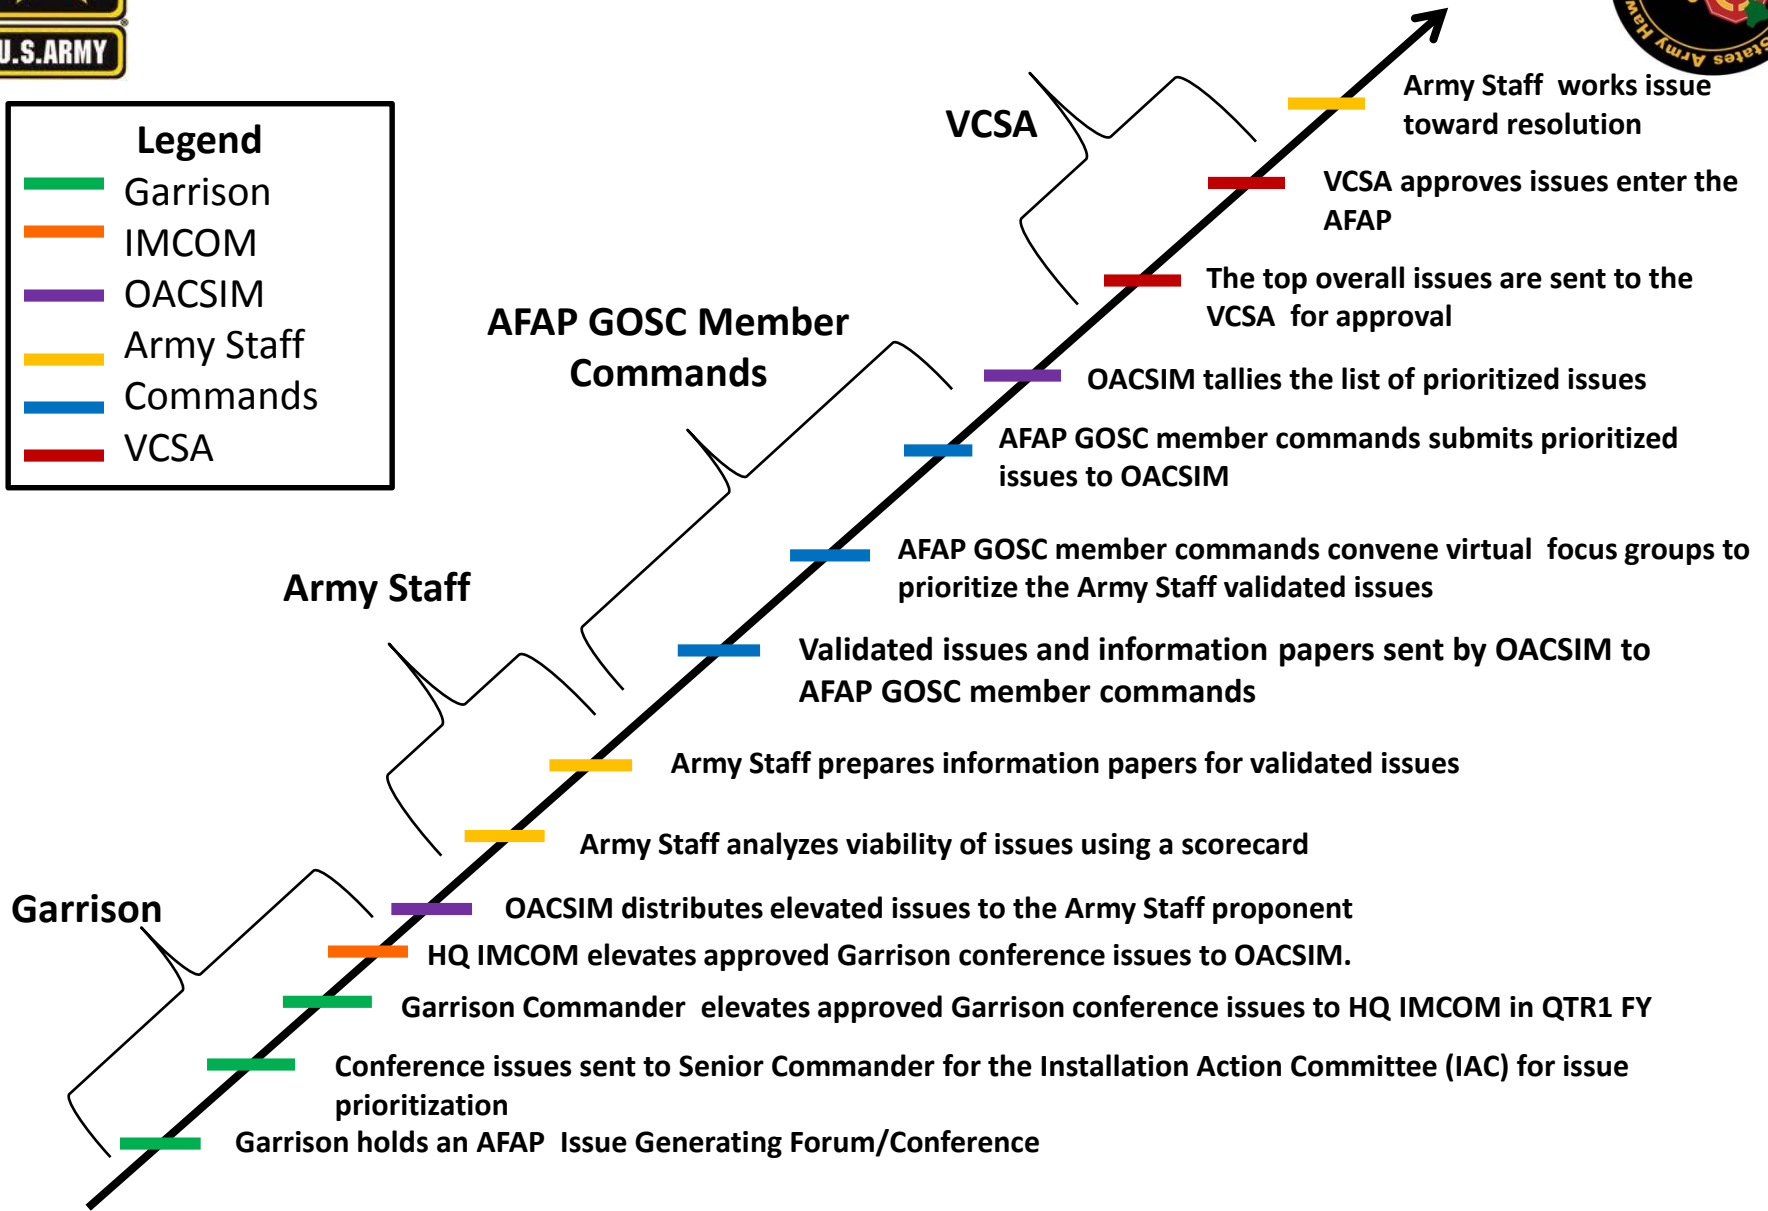 U.S.ARMY
States Army Haw
Legend
Garrison
IMCOM
OACSIM
Army Staff
Commands
VCSA
VCSA
Army Staff  works issue
toward resolution
VCSA approves issues enter the
AFAP
The top overall issues are sent to the
VCSA  for approval
AFAP GOSC Member
Commands
OACSIM tallies the list of prioritized issues
AFAP GOSC member commands submits prioritized
issues to OACSIM
AFAP GOSC member commands convene virtual  focus groups to
prioritize the Army Staff validated issues
Army Staff
Validated issues and information papers sent by OACSIM to
AFAP GOSC member commands
Army Staff prepares information papers for validated issues
Army Staff analyzes viability of issues using a scorecard
Garrison
OACSIM distributes elevated issues to the Army Staff proponent
HQ IMCOM elevates approved Garrison conference issues to OACSIM.
Garrison Commander  elevates approved Garrison conference issues to HQ IMCOM in QTR1 FY
Conference issues sent to Senior Commander for the Installation Action Committee (IAC) for issue
prioritization
Garrison holds an AFAP  Issue Generating Forum/Conference